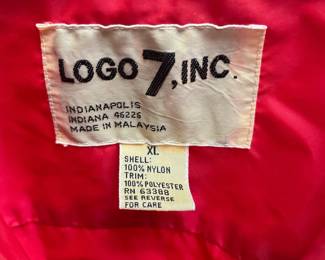 LOGO 7, INC.
INDIANAPOLIS
INDIANA 46226
MADE IN MALAYSIA
XL
SHELL:
100% NYLON
TRIM:
100% POLYESTER
RN 63388
SEE REVERSE
FOR CARE